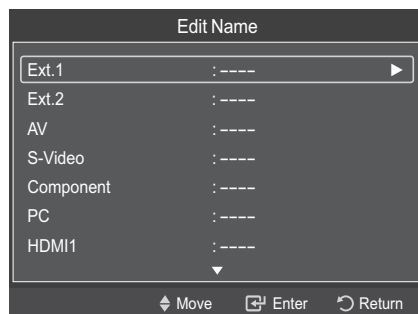 Edit Name
Ext.1 : ---- ►
Ext.2 : ----
AV : ----
S-Video : ----
Component : ----
PC : ----
HDMI1 : ----
▼
Move Enter Return